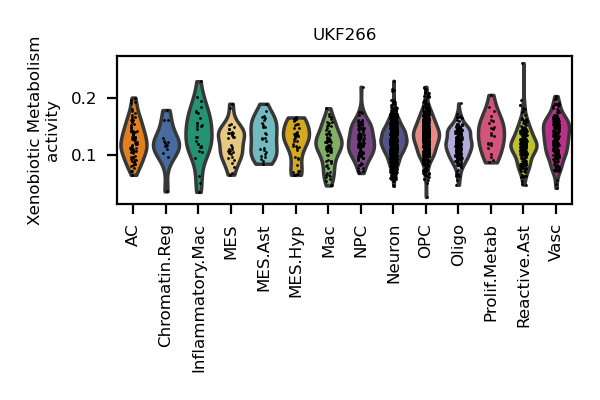 UKF266
Xenobiotic Metabolism
activity
0.2
0.1
AC
Chromatin.Reg
Inflammatory.Mac
MES
MES.Ast
MES.Hyp
Mac
NPC
Neuron
OPC
Oligo
Prolif.Metab
Reactive.Ast
Vasc